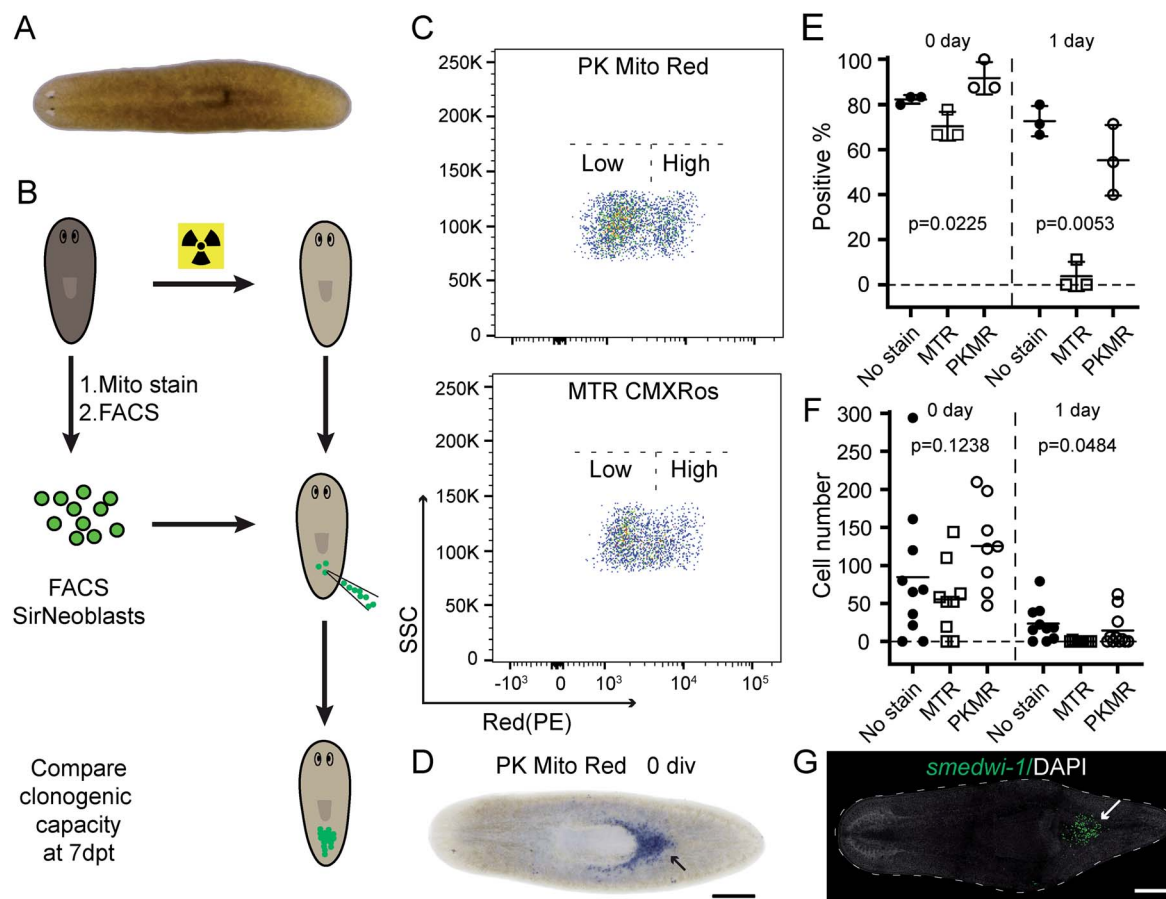 A
B
1.Mito stain
2.FACS
FACS
SirNeoblasts
Compare
clonogenic
capacity
at 7dpt
C
250K
200K
150K
100K
50K
0
PK Mito Red
Low High
250K
200K
150K
100K
50K
0
MTR CMXRos
Low High
SSC
-10³ 0 10³ 10⁴ 10⁵
Red(PE)
D
PK Mito Red 0 div
E
0 day 1 day
Positive %
100
80
60
40
20
0
p=0.0225 p=0.0053
No stain MTR PKMR No stain MTR PKMR
F
0 day 1 day
p=0.1238 p=0.0484
Cell number
300
250
200
150
100
50
0
No stain MTR PKMR No stain MTR PKMR
G
smedwi-1/DAPI